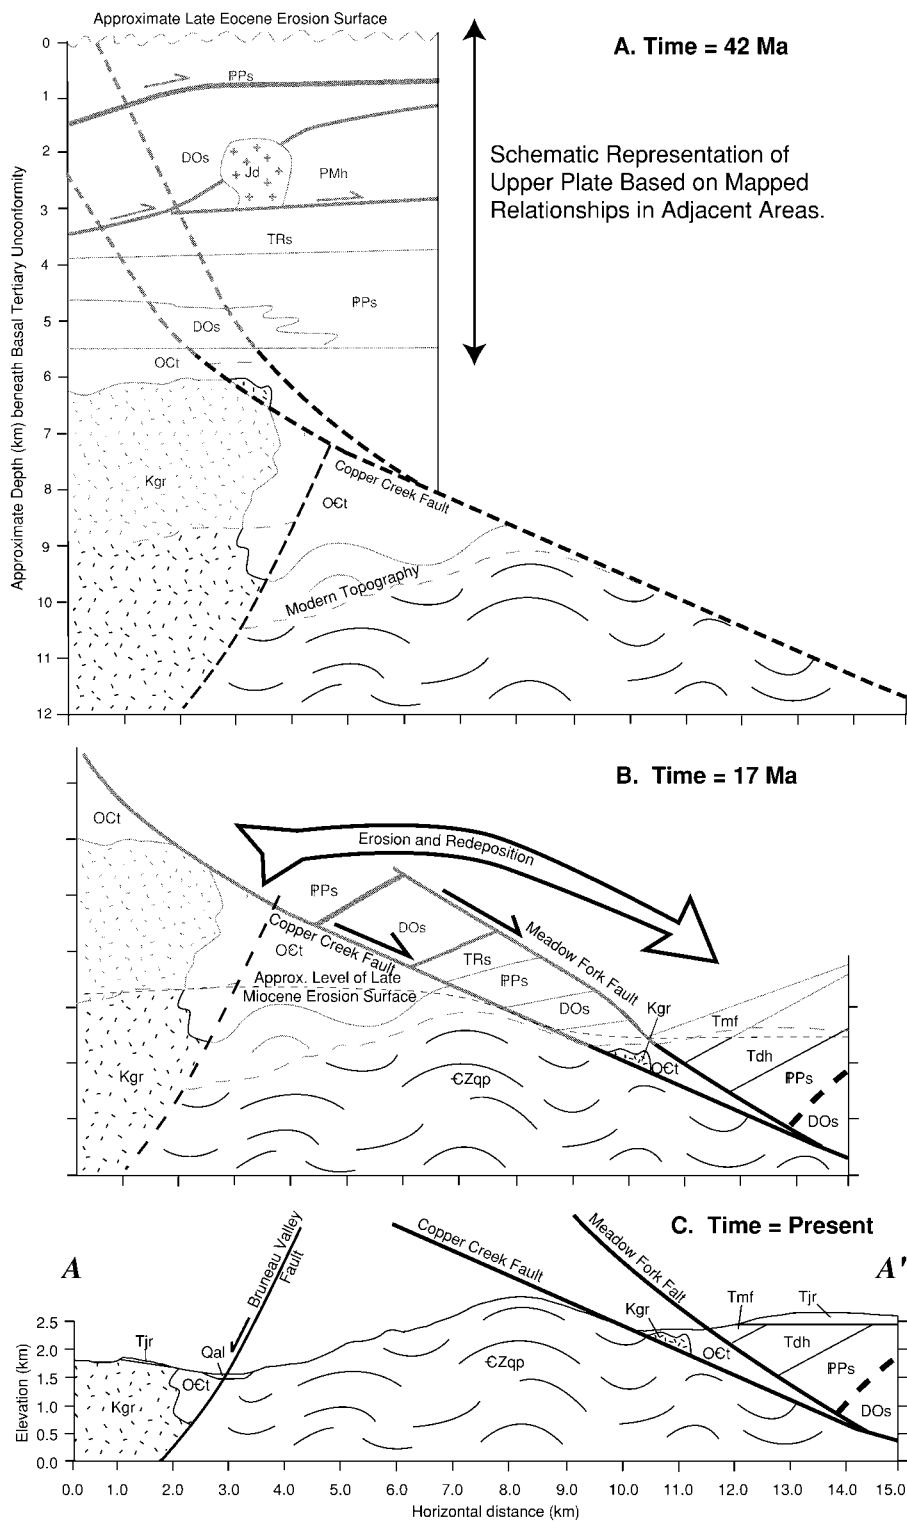 Approximate Late Eocene Erosion Surface
A. Time = 42 Ma
Approximate Depth (km) beneath Basal Tertiary Unconformity
0
1
2
3
4
5
6
7
8
9
10
11
12
ⅠPPs
DOs
Jd
PMh
TRs
ⅠPPs
DOs
OCt
Kgr
Copper Creek Fault
OЄt
Modern Topography
Schematic Representation of
Upper Plate Based on Mapped
Relationships in Adjacent Areas.
B. Time = 17 Ma
OCt
Erosion and Redeposition
ⅠPPs
DOs
Meadow Fork Fault
Copper Creek Fault
OЄt
TRs
ⅠPPs
Approx. Level of Late
Miocene Erosion Surface
DOs
Kgr
Tmf
Tdh
OЄt
ⅠPPs
DOs
Kgr
ЄZqp
C. Time = Present
A
A'
Bruneau Valley
Fault
Copper Creek Fault
Meadow Fork Falt
Elevation (km)
2.5
2.0
1.5
1.0
0.5
0.0
Tjr
Qal
OЄt
Kgr
ЄZqp
Kgr
OЄt
Tmf
Tjr
Tdh
ⅠPPs
DOs
0.0 1.0 2.0 3.0 4.0 5.0 6.0 7.0 8.0 9.0 10.0 11.0 12.0 13.0 14.0 15.0
Horizontal distance (km)